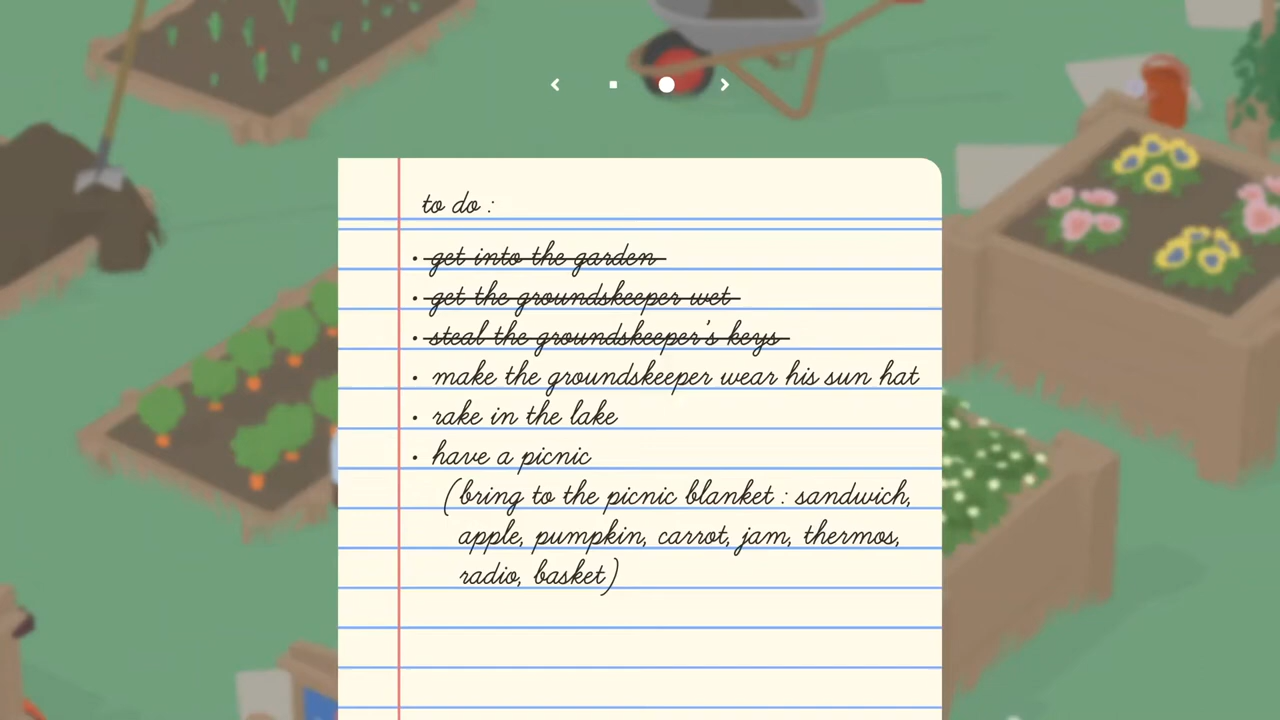 to do :
• get into the garden
• get the groundskeeper wet
• steal the groundskeeper's keys
• make the groundskeeper wear his sun hat
• rake in the lake
• have a picnic
(bring to the picnic blanket : sandwich,
apple, pumpkin, carrot, jam, thermos,
radio, basket)